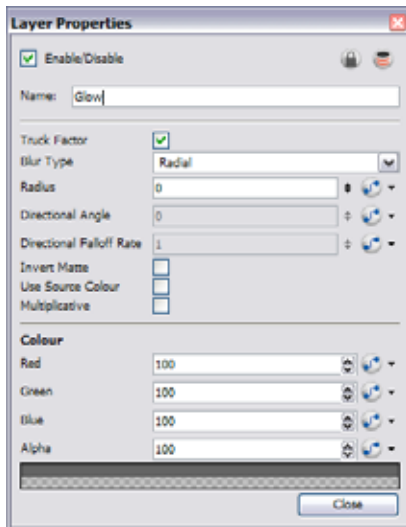 Layer Properties
Enable/Disable
Name: Glow
Truck Factor
Blur Type Radial
Radius 0
Directional Angle 0
Directional Falloff Rate 1
Invert Matte
Use Source Colour
Multiplicative
Colour
Red 100
Green 100
Blue 100
Alpha 100
Close